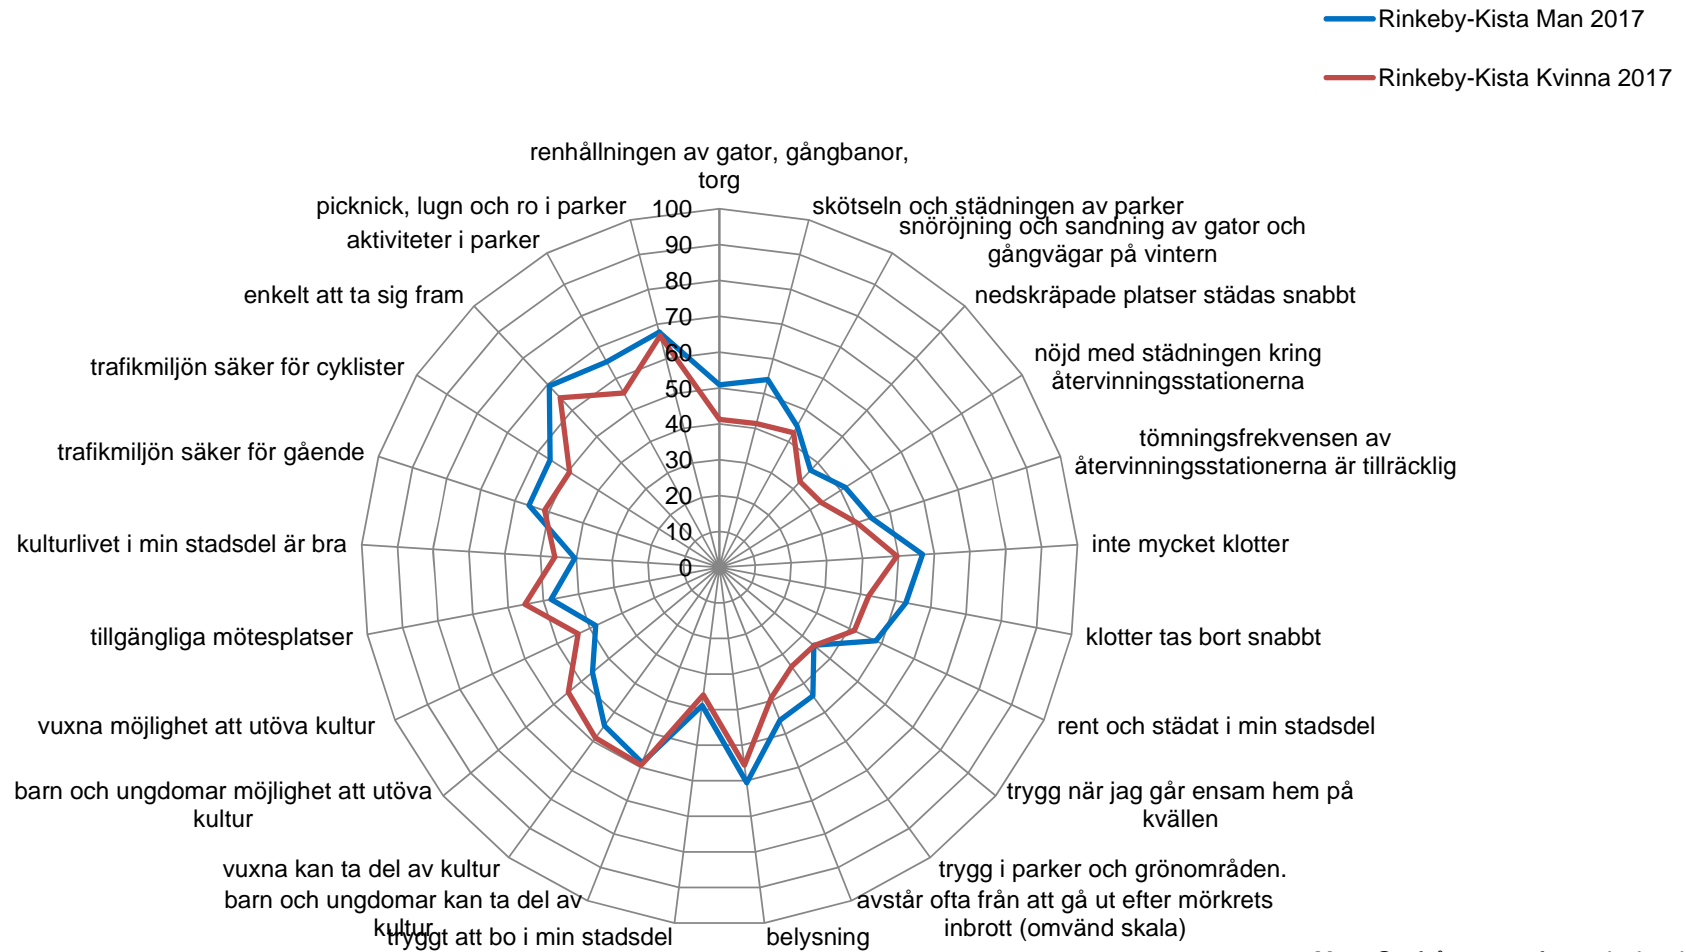 Rinkeby-Kista Man 2017
Rinkeby-Kista Kvinna 2017
renhållningen av gator, gångbanor,
torg
picknick, lugn och ro i parker
skötseln och städningen av parker
aktiviteter i parker
snöröjning och sandning av gator och
gångvägar på vintern
enkelt att ta sig fram
nedskräpade platser städas snabbt
trafikmiljön säker för cyklister
nöjd med städningen kring
återvinningsstationerna
trafikmiljön säker för gående
tömningsfrekvensen av
återvinningsstationerna är tillräcklig
kulturlivet i min stadsdel är bra
inte mycket klotter
tillgängliga mötesplatser
klotter tas bort snabbt
vuxna möjlighet att utöva kultur
rent och städat i min stadsdel
barn och ungdomar möjlighet att utöva
kultur
trygg när jag går ensam hem på
kvällen
vuxna kan ta del av kultur
trygg i parker och grönområden.
barn och ungdomar kan ta del av
kultur
avstår ofta från att gå ut efter mörkrets
inbrott (omvänd skala)
tryggt att bo i min stadsdel
belysning
100
90
80
70
60
50
40
30
20
10
0